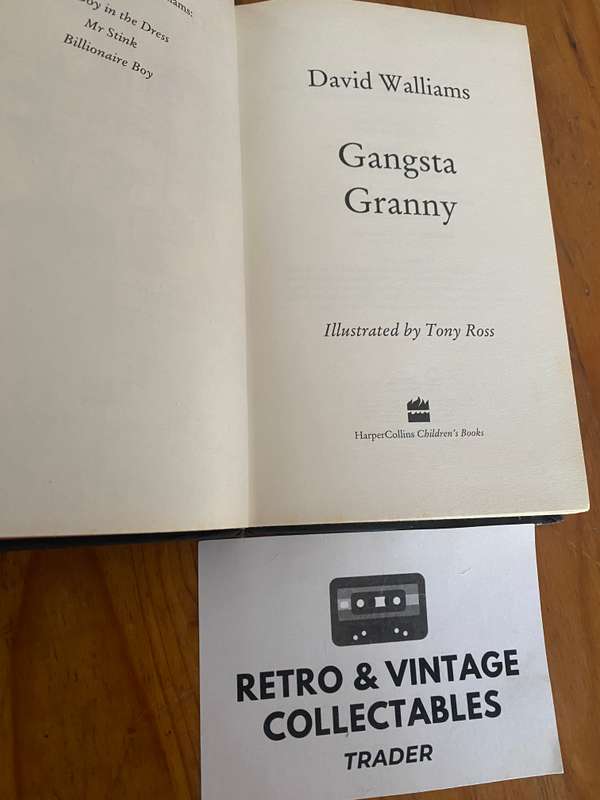 Boy in the Dress
Mr Stink
Billionaire Boy
David Walliams
Gangsta
Granny
Illustrated by Tony Ross
HarperCollins Children's Books
RETRO & VINTAGE
COLLECTABLES
TRADER